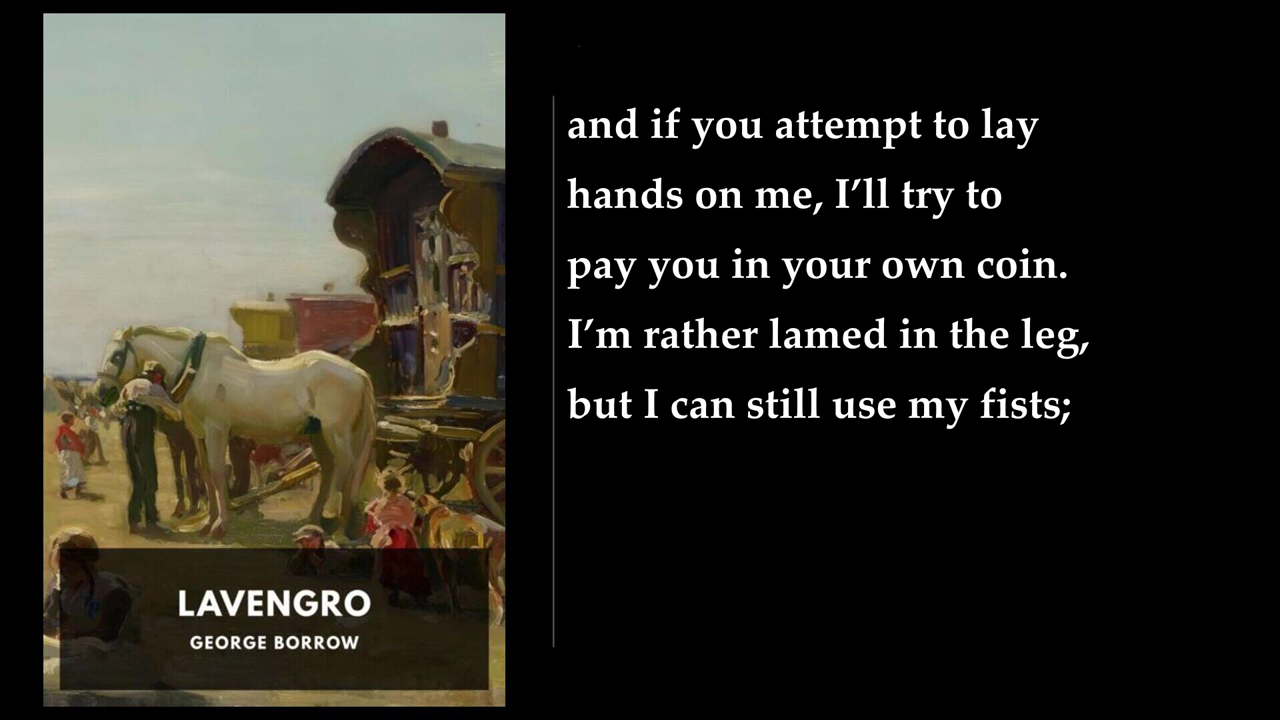 LAVENGRO
GEORGE BORROW
and if you attempt to lay
hands on me, I’ll try to
pay you in your own coin.
I’m rather lamed in the leg,
but I can still use my fists;